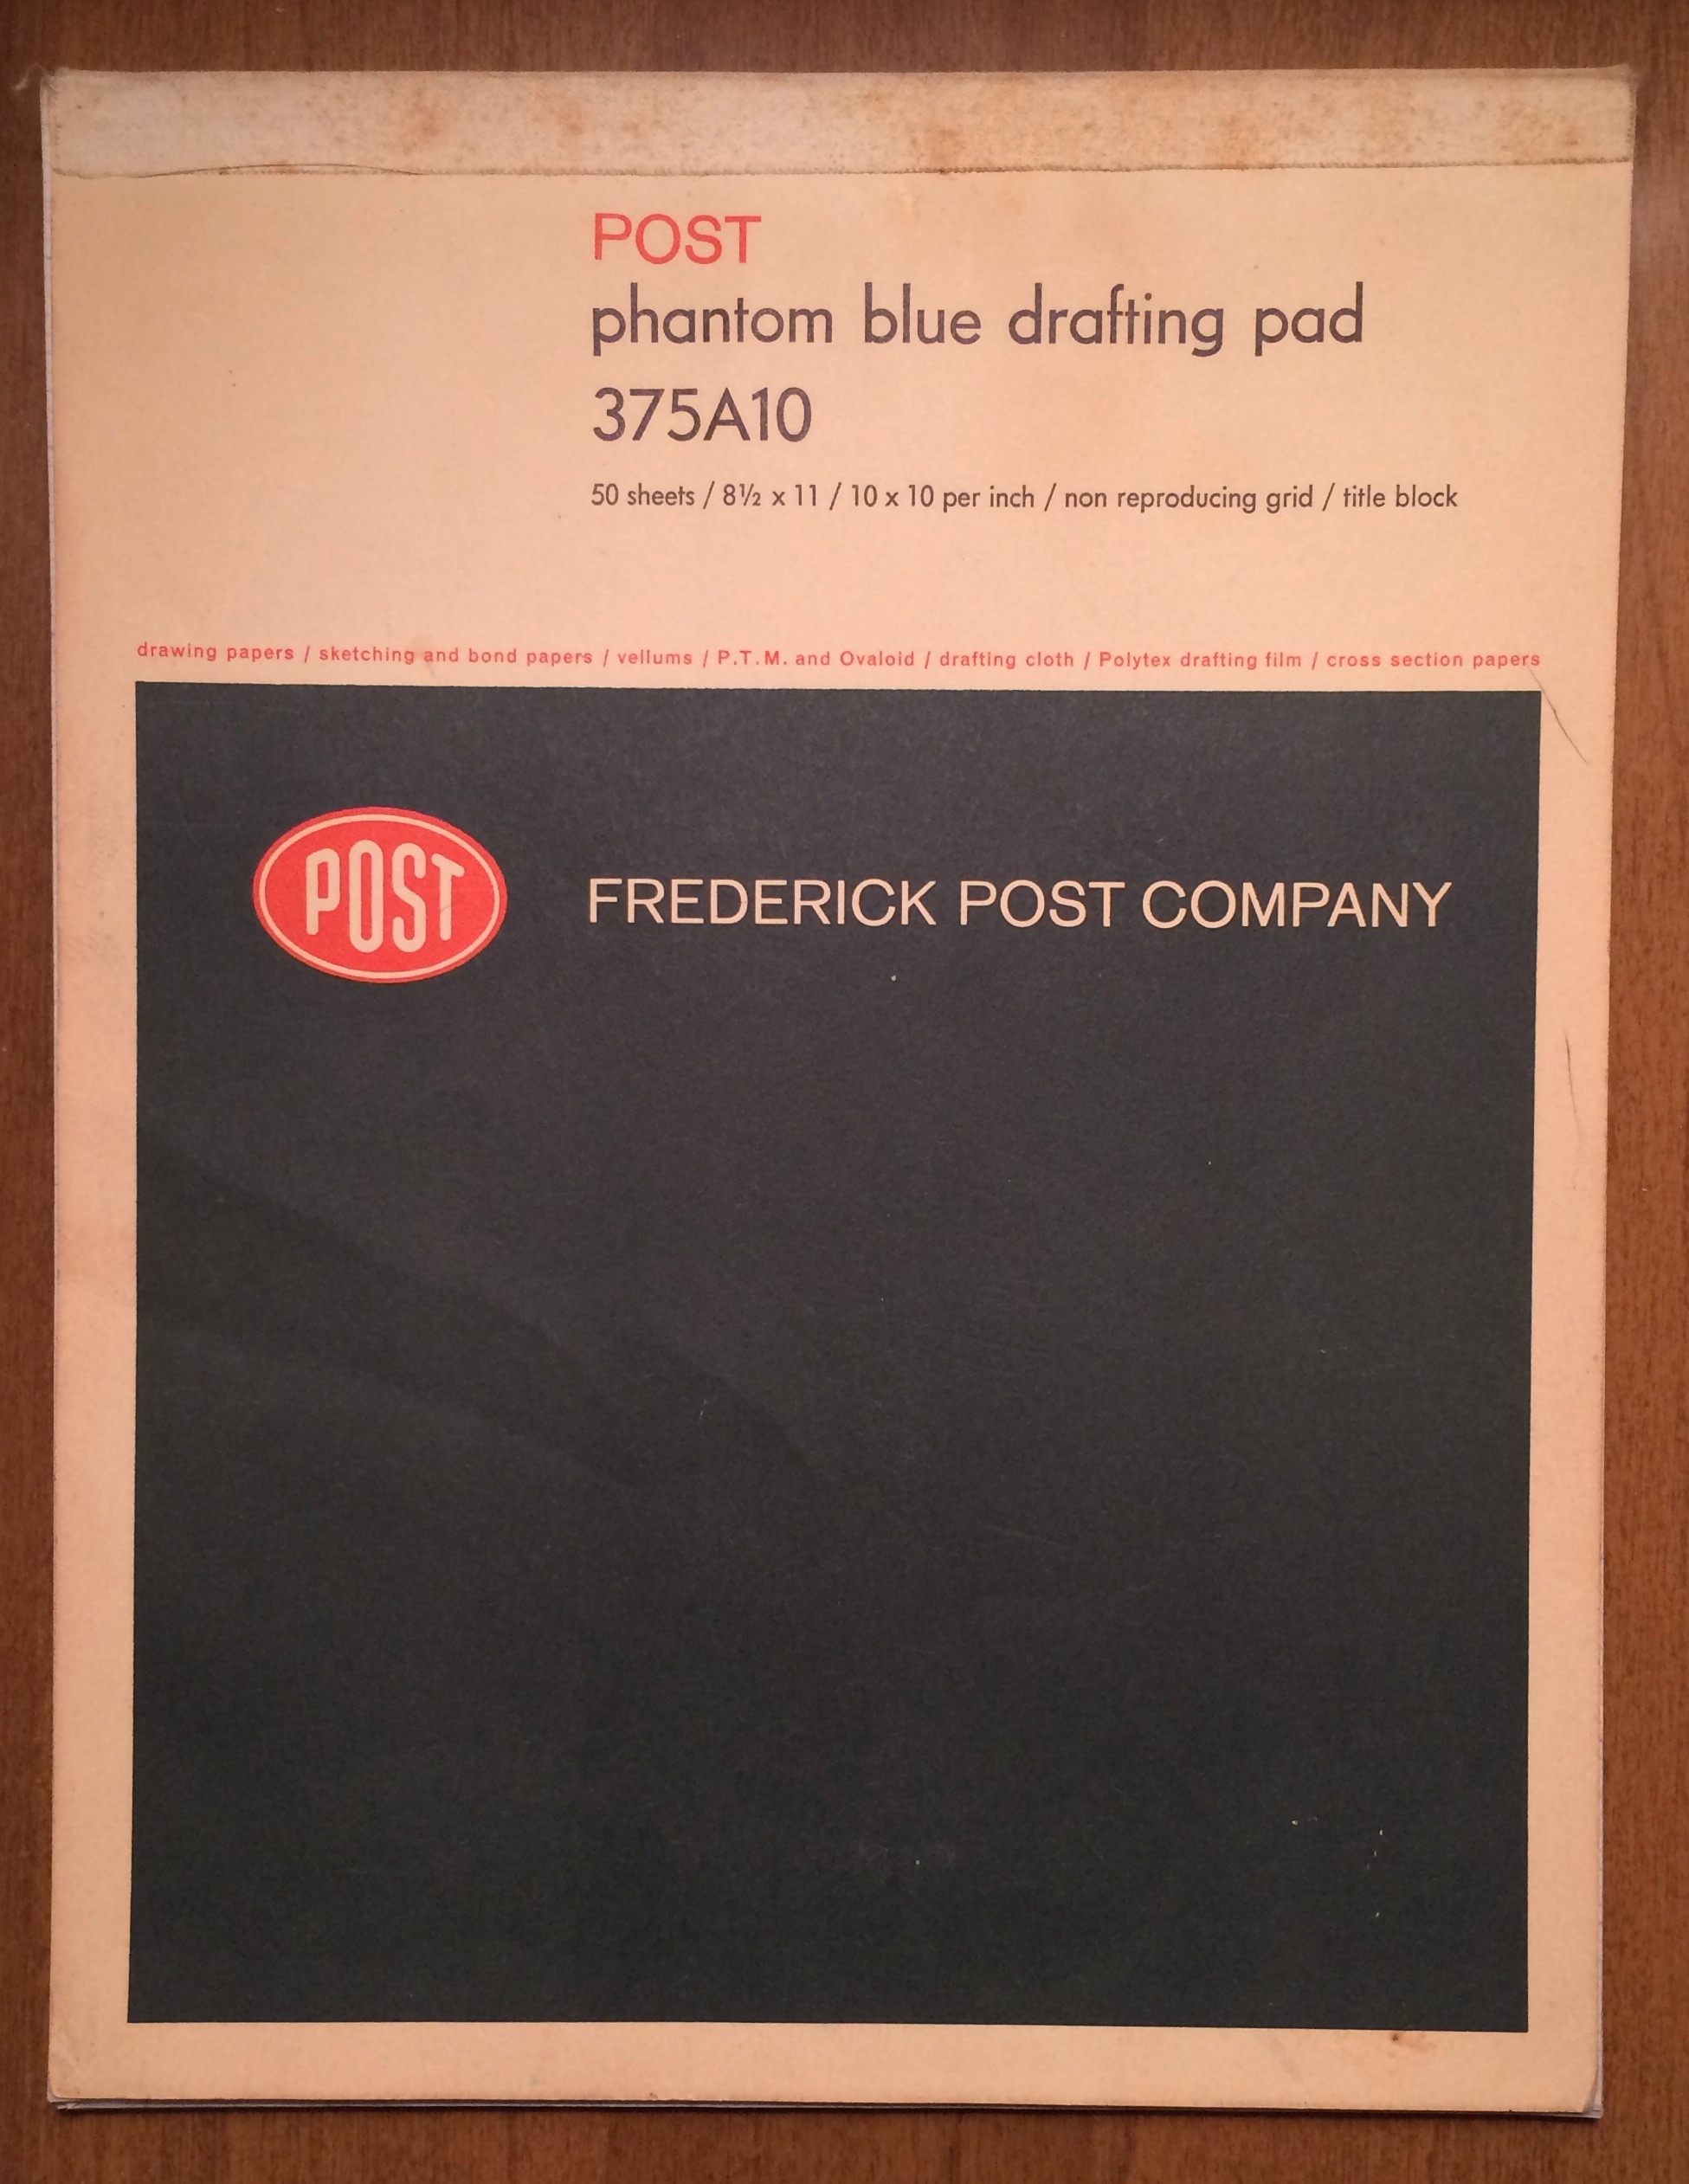 POST
phantom blue drafting pad
375A10
50 sheets / 8½ x 11 / 10 x 10 per inch / non reproducing grid / title block
drawing papers / sketching and bond papers / vellums / P.T.M. and Ovaloid / drafting cloth / Polytex drafting film / cross section papers
POST
FREDERICK POST COMPANY